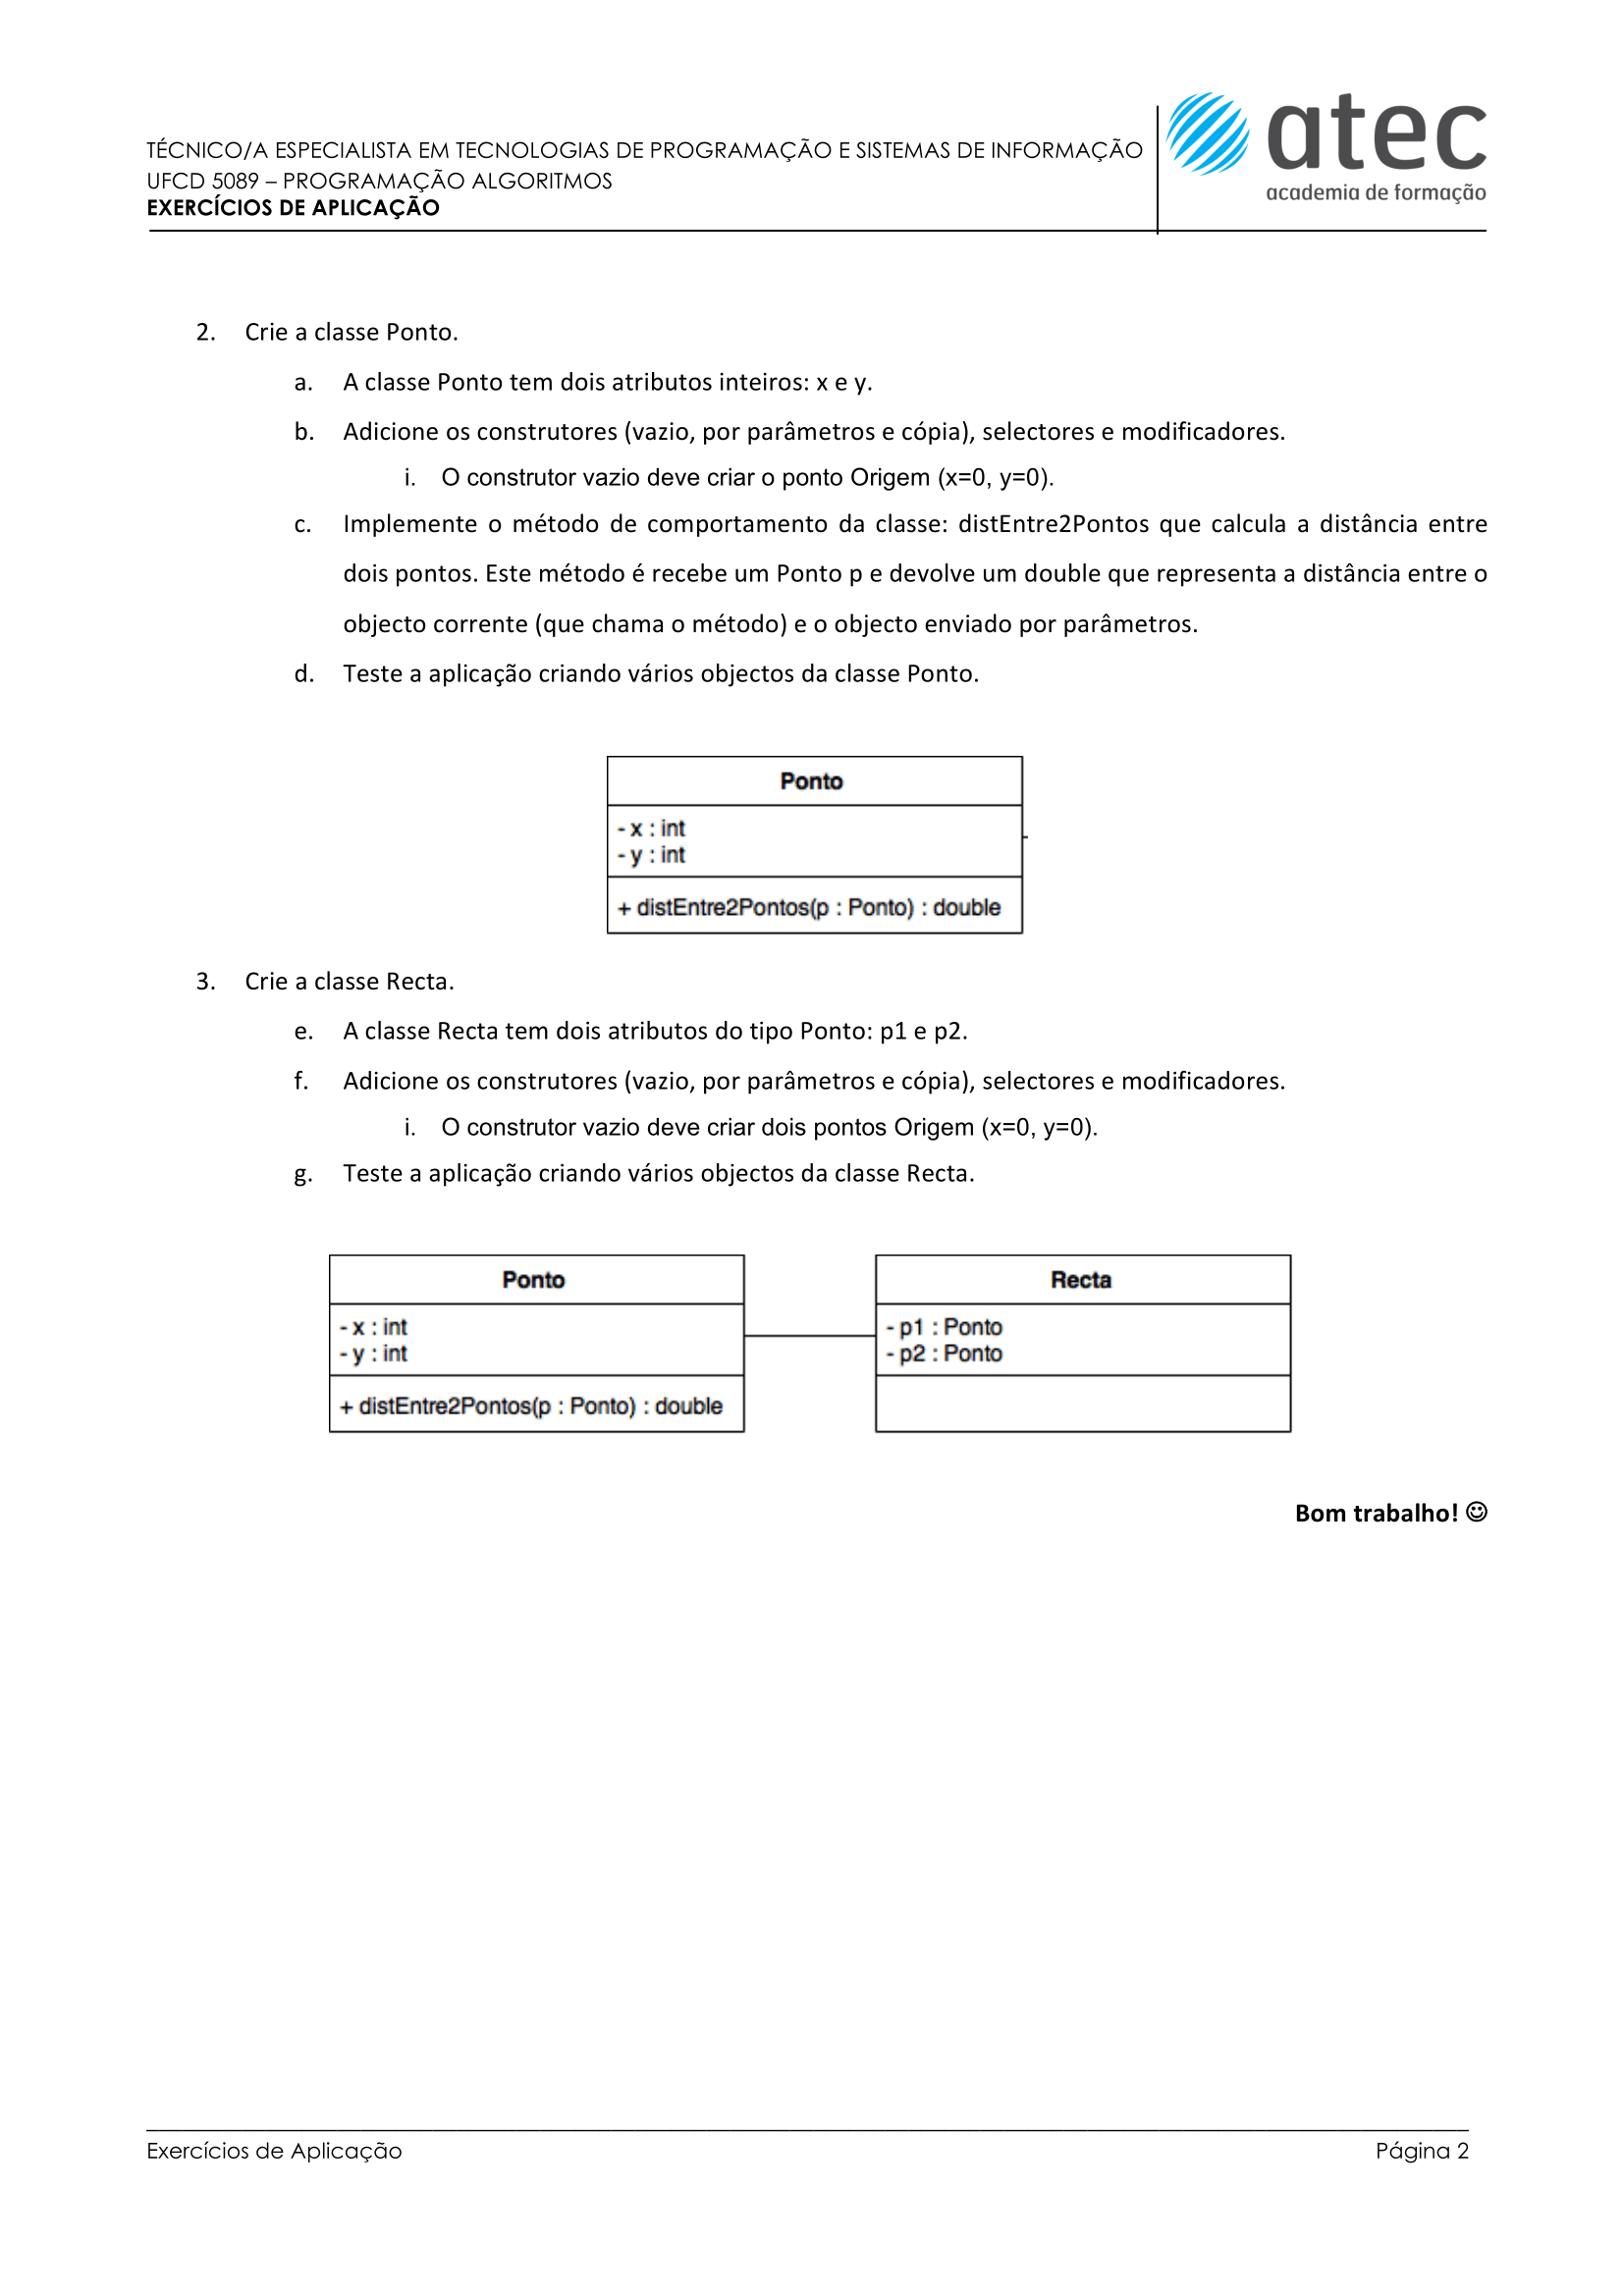 TÉCNICO/A ESPECIALISTA EM TECNOLOGIAS DE PROGRAMAÇÃO E SISTEMAS DE INFORMAÇÃO
UFCD 5089 – PROGRAMAÇÃO ALGORITMOS
EXERCÍCIOS DE APLICAÇÃO
atec
academia de formação
2. Crie a classe Ponto.
a. A classe Ponto tem dois atributos inteiros: x e y.
b. Adicione os construtores (vazio, por parâmetros e cópia), selectores e modificadores.
i. O construtor vazio deve criar o ponto Origem (x=0, y=0).
c. Implemente o método de comportamento da classe: distEntre2Pontos que calcula a distância entre
dois pontos. Este método é recebe um Ponto p e devolve um double que representa a distância entre o
objecto corrente (que chama o método) e o objecto enviado por parâmetros.
d. Teste a aplicação criando vários objectos da classe Ponto.
Ponto
- x : int
- y : int
+ distEntre2Pontos(p : Ponto) : double
3. Crie a classe Recta.
e. A classe Recta tem dois atributos do tipo Ponto: p1 e p2.
f. Adicione os construtores (vazio, por parâmetros e cópia), selectores e modificadores.
i. O construtor vazio deve criar dois pontos Origem (x=0, y=0).
g. Teste a aplicação criando vários objectos da classe Recta.
Ponto
- x : int
- y : int
+ distEntre2Pontos(p : Ponto) : double
Recta
- p1 : Ponto
- p2 : Ponto
Bom trabalho! ☺
Exercícios de Aplicação Página 2